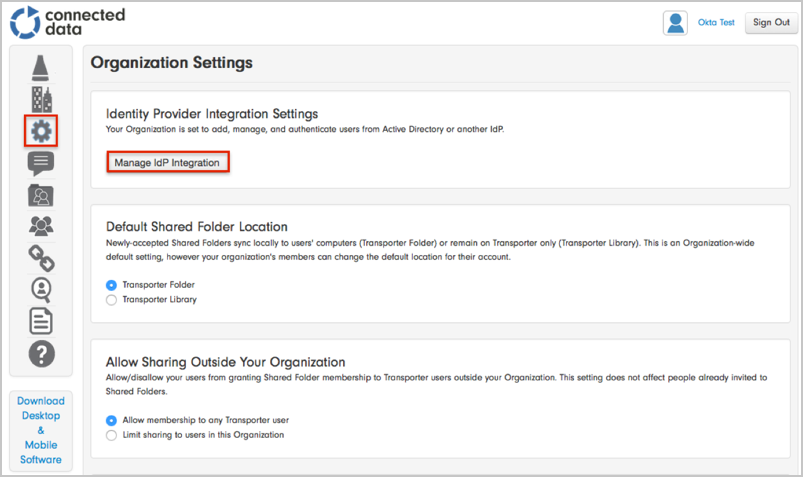 connected
data
Okta Test
Sign Out
Organization Settings
Identity Provider Integration Settings
Your Organization is set to add, manage, and authenticate users from Active Directory or another IdP.
Manage IdP Integration
Default Shared Folder Location
Newly-accepted Shared Folders sync locally to users' computers (Transporter Folder) or remain on Transporter only (Transporter Library). This is an Organization-wide
default setting, however your organization's members can change the default location for their account.
Transporter Folder
Transporter Library
Allow Sharing Outside Your Organization
Allow/disallow your users from granting Shared Folder membership to Transporter users outside your Organization. This setting does not affect people already invited to
Shared Folders.
Allow membership to any Transporter user
Limit sharing to users in this Organization
?
Download
Desktop
&
Mobile
Software